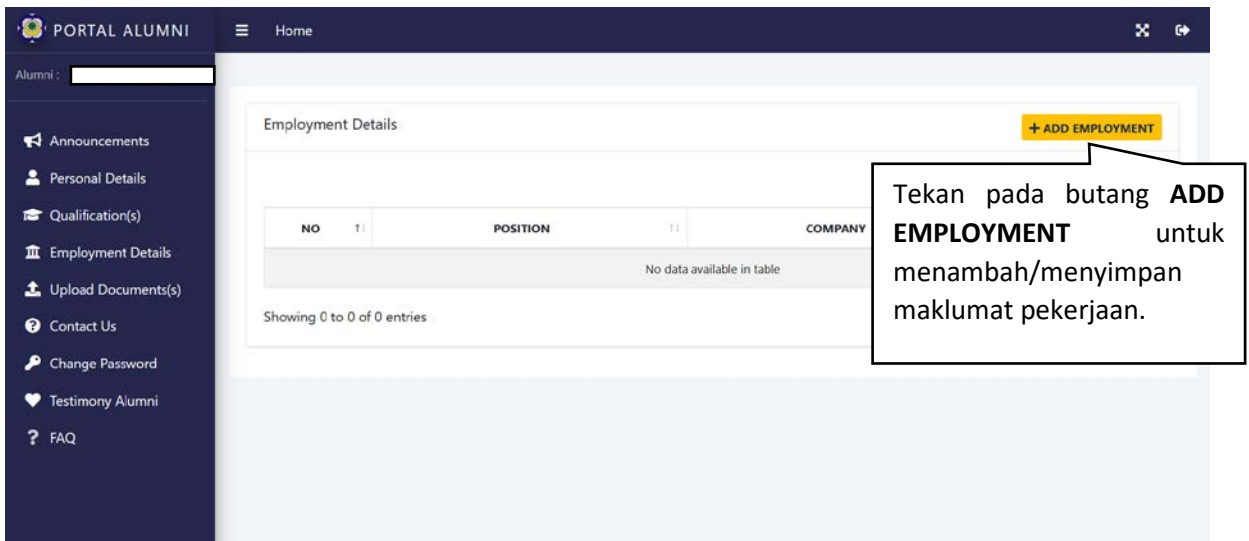 PORTAL ALUMNI
Home
Alumni :
Announcements
Personal Details
Qualification(s)
Employment Details
Upload Documents(s)
Contact Us
Change Password
Testimony Alumni
FAQ
Employment Details
+ ADD EMPLOYMENT
NO POSITION COMPANY
No data available in table
Showing 0 to 0 of 0 entries
Tekan pada butang ADD
EMPLOYMENT untuk
menambah/menyimpan
maklumat pekerjaan.